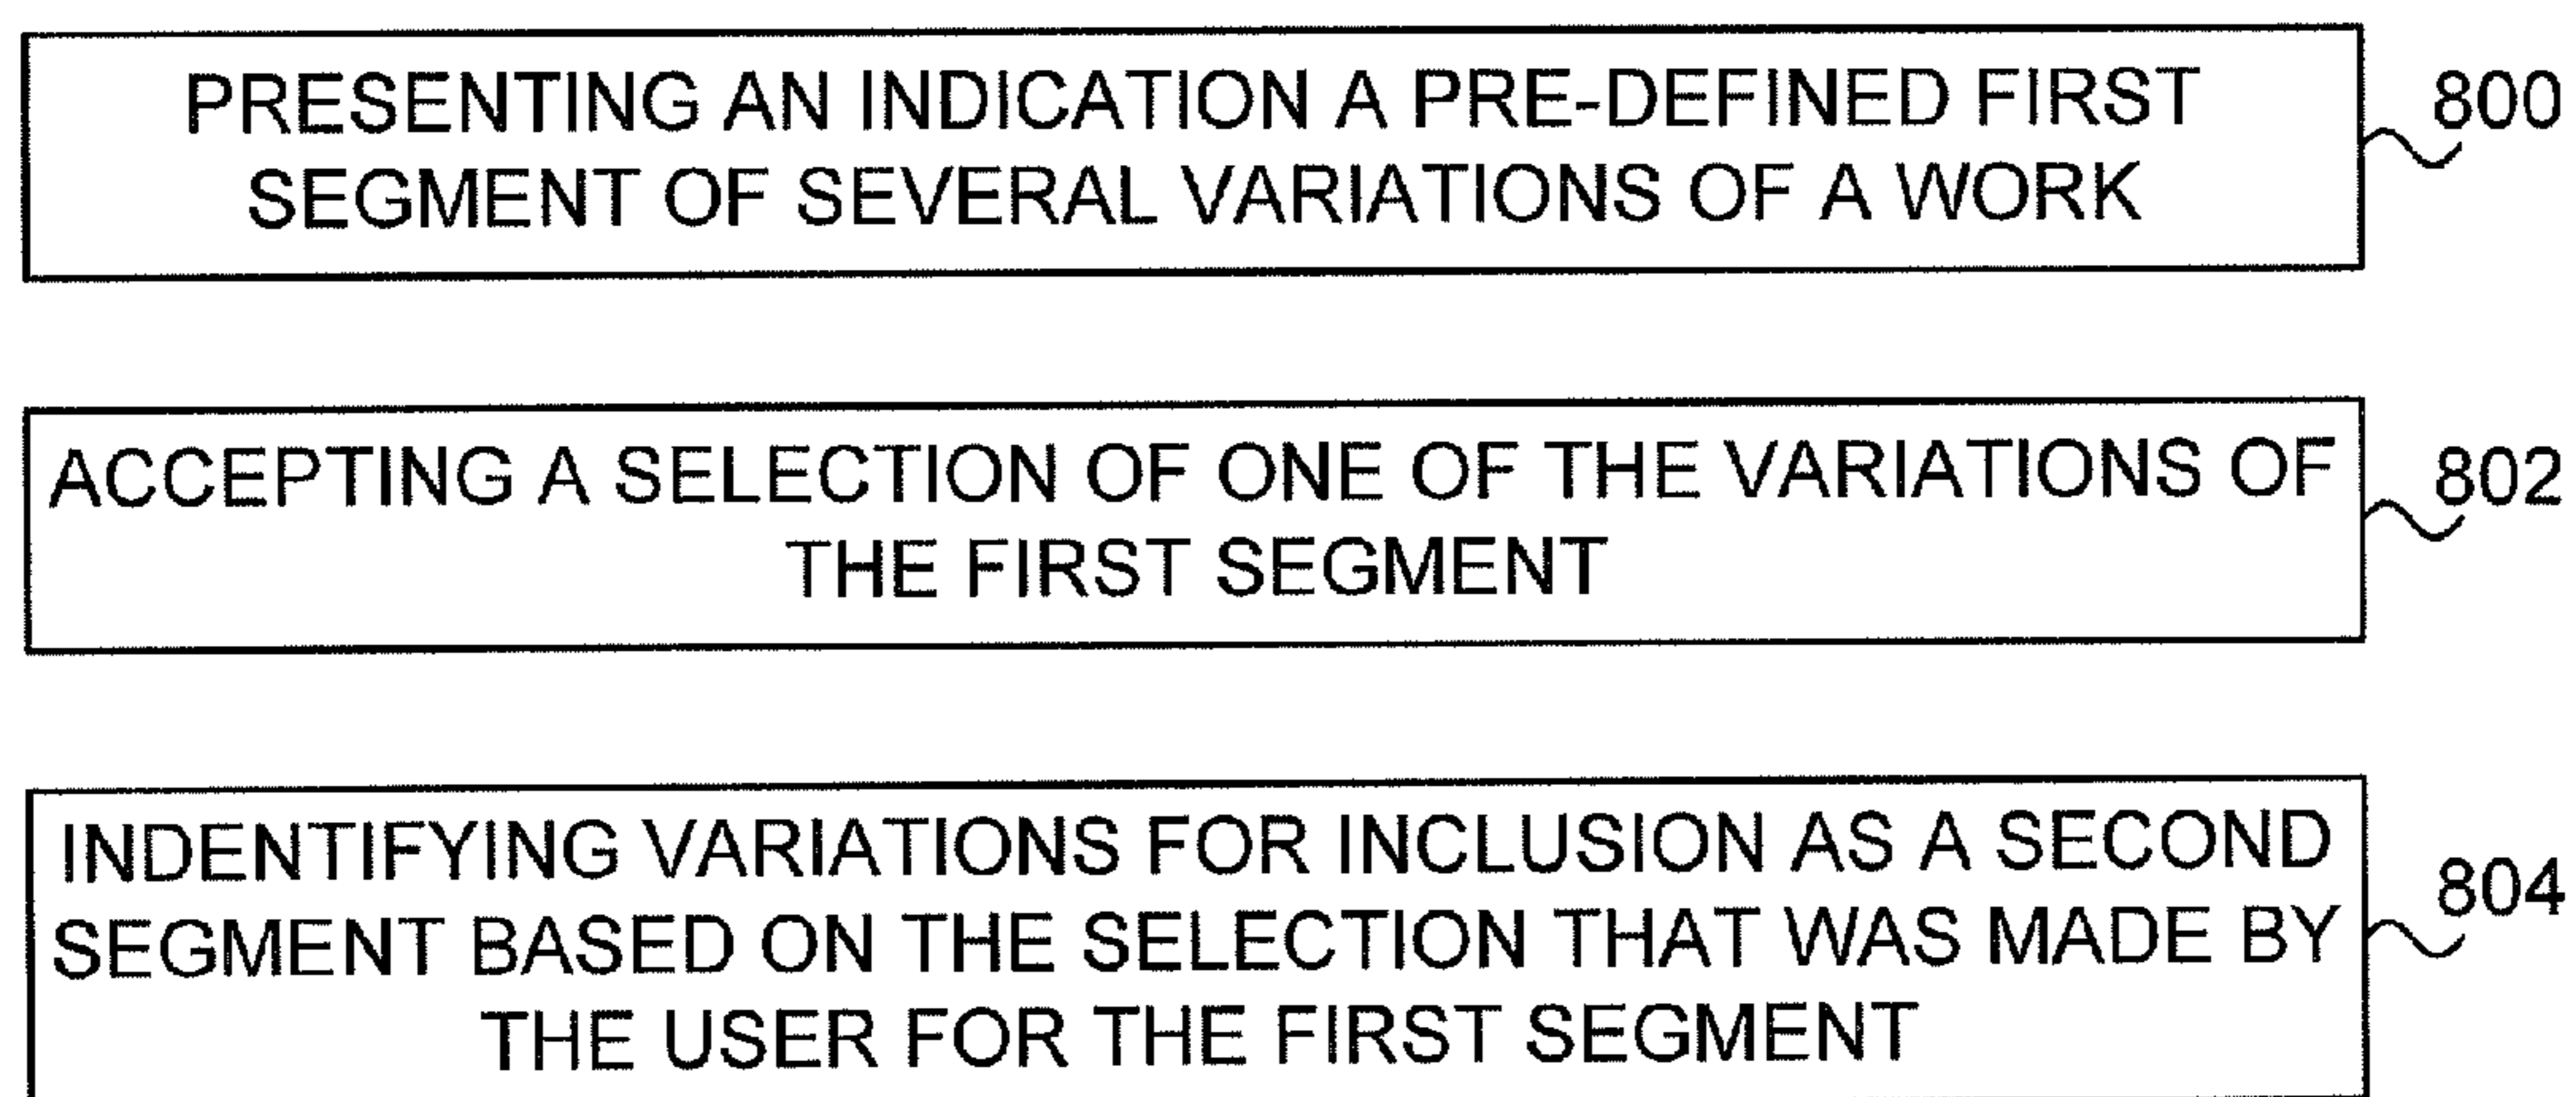 PRESENTING AN INDICATION A PRE-DEFINED FIRST
SEGMENT OF SEVERAL VARIATIONS OF A WORK
800
ACCEPTING A SELECTION OF ONE OF THE VARIATIONS OF
THE FIRST SEGMENT
802
INDENTIFYING VARIATIONS FOR INCLUSION AS A SECOND
SEGMENT BASED ON THE SELECTION THAT WAS MADE BY
THE USER FOR THE FIRST SEGMENT
804